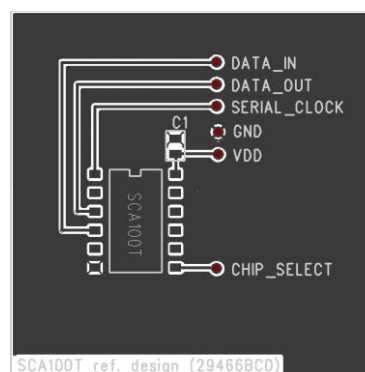 DATA_IN
DATA_OUT
SERIAL_CLOCK
C1
GND
VDD
SCA100T
CHIP_SELECT
SCA100T ref. design (29466BC0)